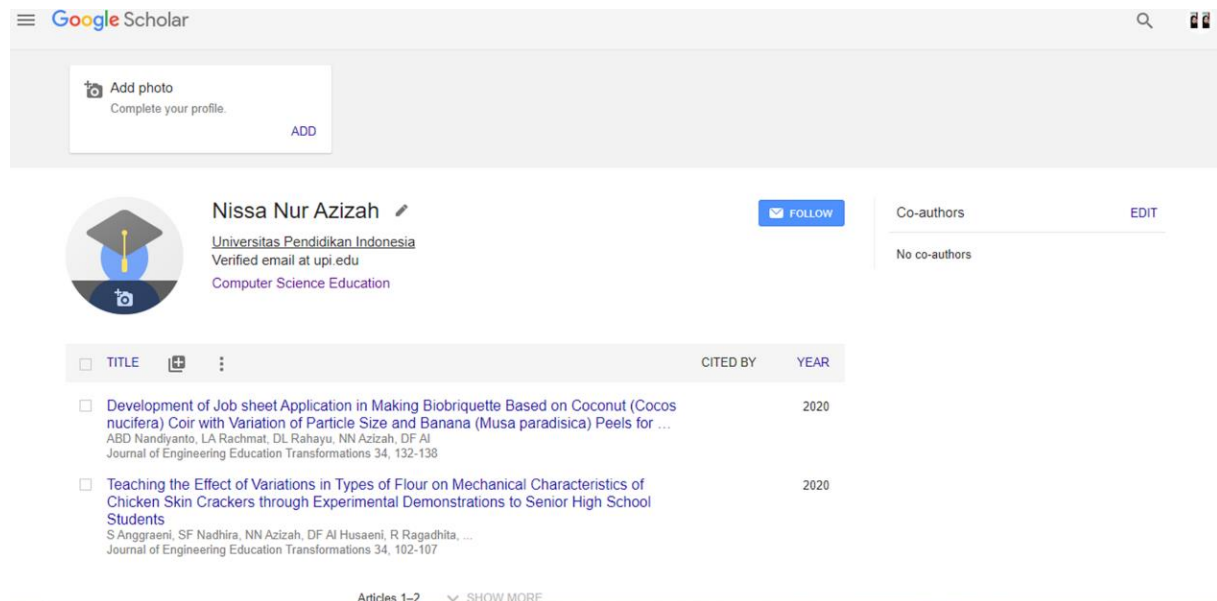 Google Scholar
Add photo
Complete your profile.
ADD
Nissa Nur Azizah
FOLLOW
Universitas Pendidikan Indonesia
Verified email at upi.edu
Computer Science Education
Co-authors EDIT
No co-authors
TITLE CITED BY YEAR
Development of Job sheet Application in Making Biobriquette Based on Coconut (Cocos 2020
nucifera) Coir with Variation of Particle Size and Banana (Musa paradisica) Peels for …
ABD Nandiyanto, LA Rachmat, DL Rahayu, NN Azizah, DF Al
Journal of Engineering Education Transformations 34, 132-138
Teaching the Effect of Variations in Types of Flour on Mechanical Characteristics of 2020
Chicken Skin Crackers through Experimental Demonstrations to Senior High School
Students
S Anggraeni, SF Nadhira, NN Azizah, DF Al Husaeni, R Ragadhita, ...
Journal of Engineering Education Transformations 34, 102-107
Articles 1–2 SHOW MORE